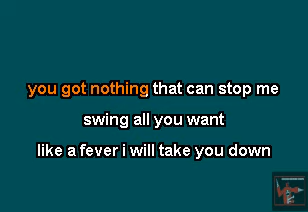 you got nothing that can stop me
swing all you want
like a fever i will take you down